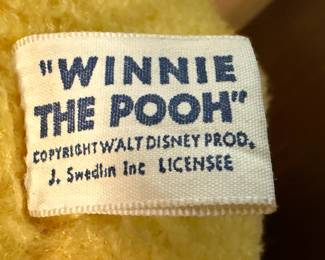 "WINNIE
THE POOH"
COPYRIGHT WALT DISNEY PROD.
J. Swedlin Inc LICENSEE